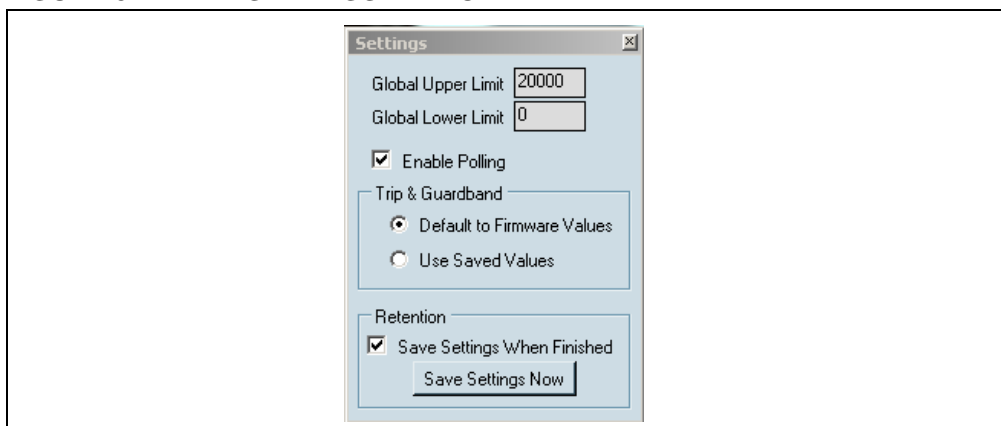 Settings
Global Upper Limit 20000
Global Lower Limit 0
Enable Polling
Trip & Guardband
Default to Firmware Values
Use Saved Values
Retention
Save Settings When Finished
Save Settings Now